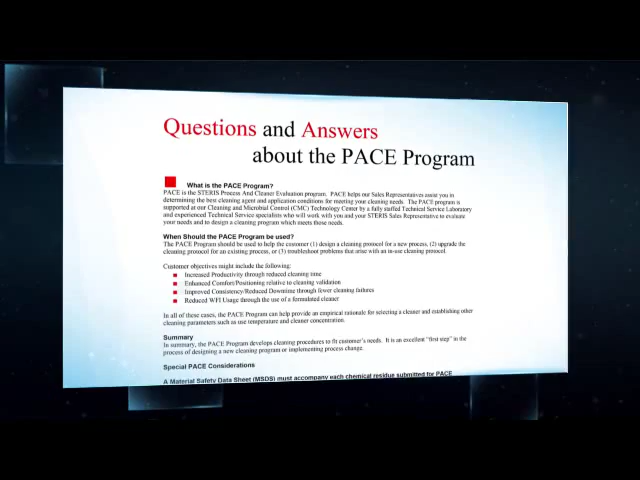 Questions and Answers
about the PACE Program
What is the PACE Program?
PACE is the STERIS Process And Cleaner Evaluation program. PACE helps our Sales Representatives assist you in
determining the best cleaning agent and application conditions for meeting your cleaning needs. The PACE program is
supported at our Cleaning and Microbial Control (CMC) Technology Center by a fully staffed Technical Service Laboratory
and experienced Technical Service specialists who will work with you and your STERIS Sales Representative to evaluate
your needs and to design a cleaning program which meets those needs.
When Should the PACE Program be used?
The PACE Program should be used to help the customer (1) design a cleaning protocol for a new process, (2) upgrade the
cleaning protocol for an existing process, or (3) troubleshoot problems that arise with an in-use cleaning protocol.
Customer objectives might include the following:
Increased Productivity through reduced cleaning time
Enhanced Comfort/Positioning relative to cleaning validation
Improved Consistency/Reduced Downtime through fewer cleaning failures
Reduced WFI Usage through the use of a formulated cleaner
In all of these cases, the PACE Program can help provide an empirical rationale for selecting a cleaner and establishing other
cleaning parameters such as use temperature and cleaner concentration.
Summary
In summary, the PACE Program develops cleaning procedures to fit customer's needs. It is an excellent "first step" in the
process of designing a new cleaning program or implementing process change.
Special PACE Considerations
A Material Safety Data Sheet (MSDS) must accompany each chemical residue submitted for PACE